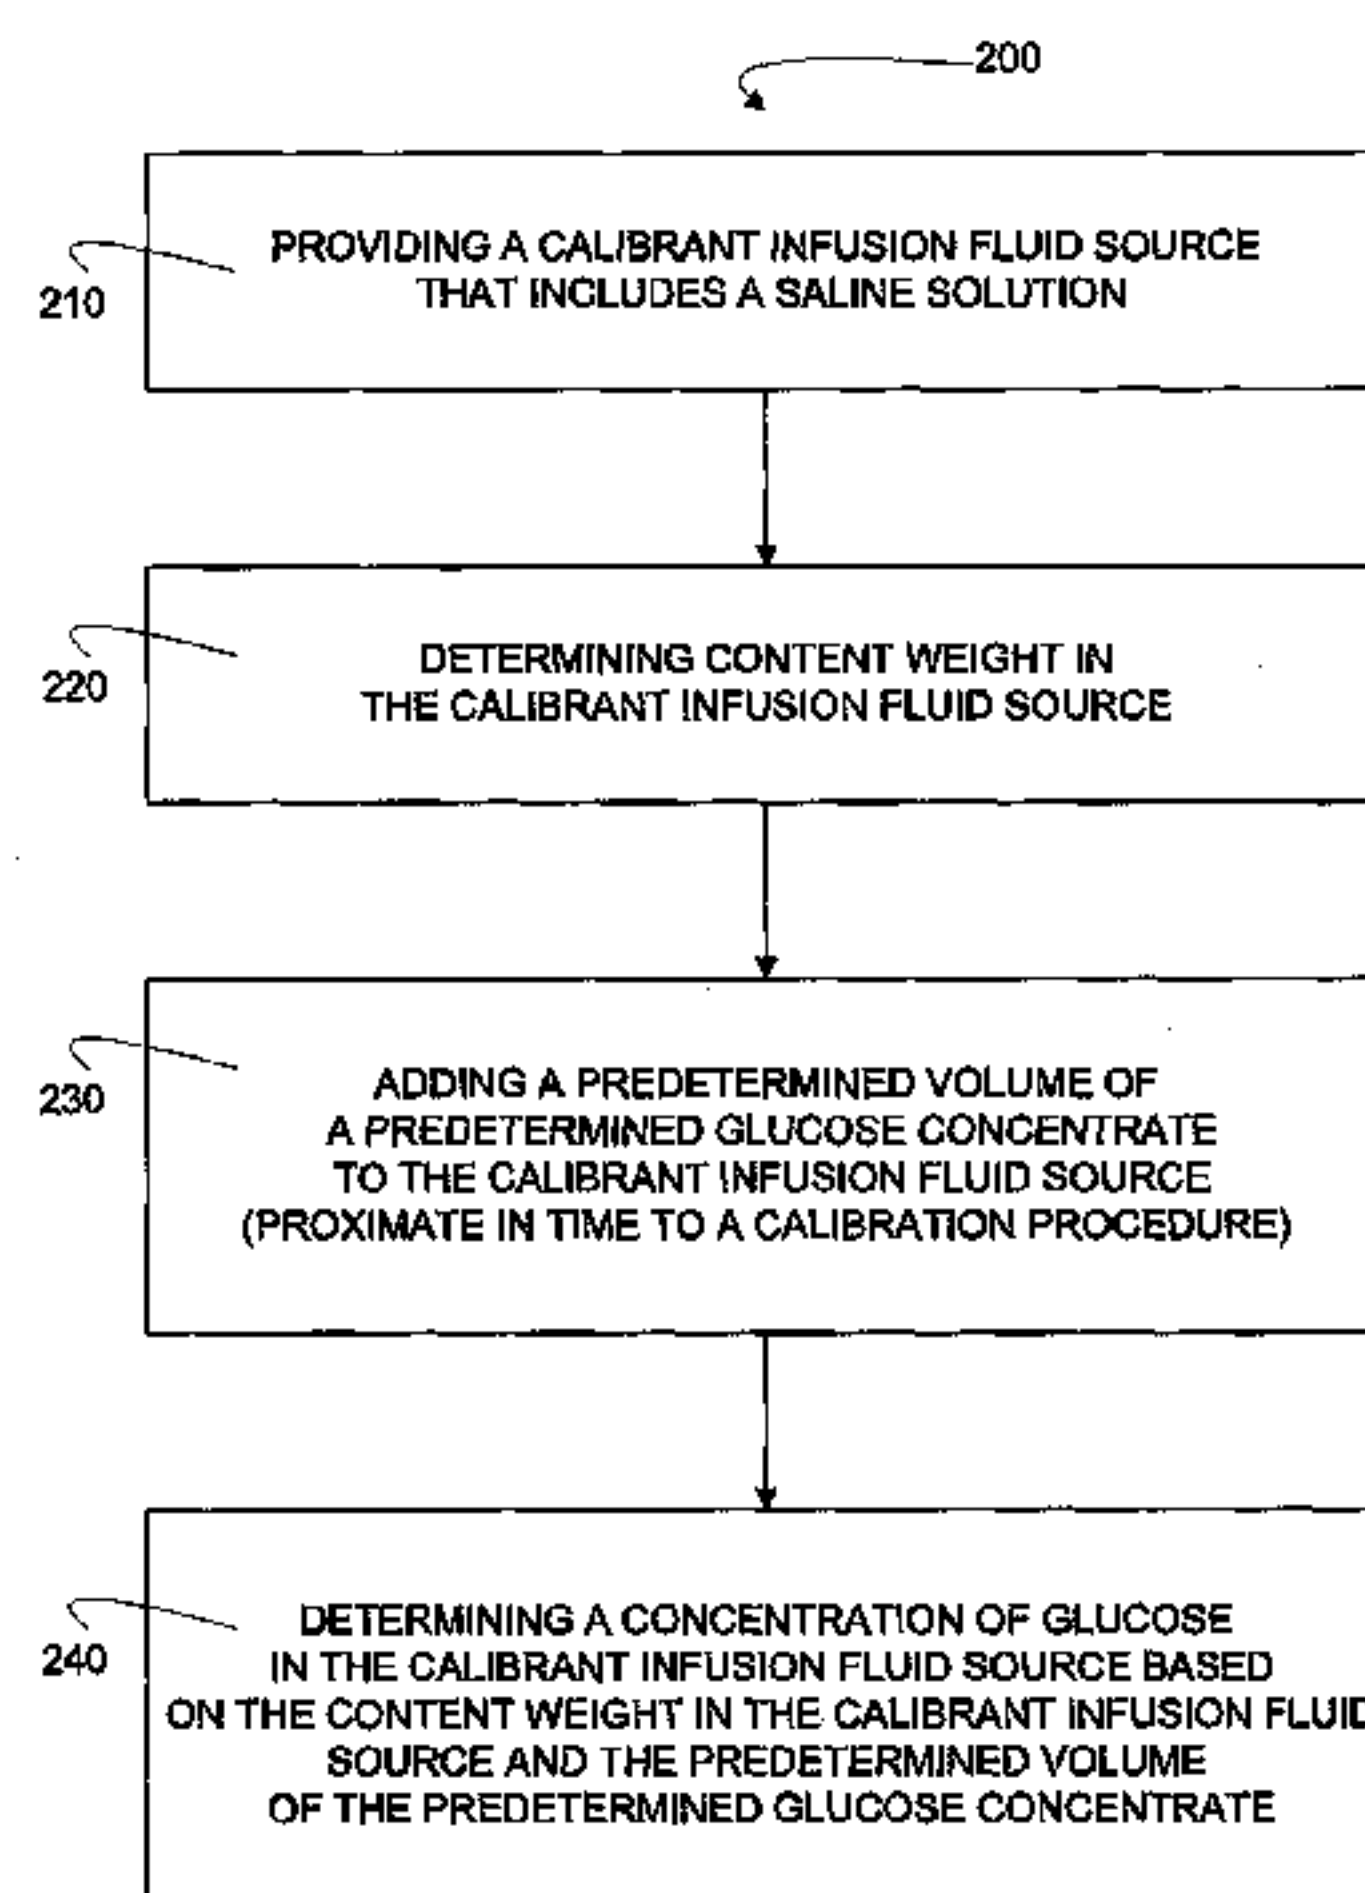 200
PROVIDING A CALIBRANT INFUSION FLUID SOURCE
THAT INCLUDES A SALINE SOLUTION
210
DETERMINING CONTENT WEIGHT IN
THE CALIBRANT INFUSION FLUID SOURCE
220
ADDING A PREDETERMINED VOLUME OF
A PREDETERMINED GLUCOSE CONCENTRATE
TO THE CALIBRANT INFUSION FLUID SOURCE
(PROXIMATE IN TIME TO A CALIBRATION PROCEDURE)
230
DETERMINING A CONCENTRATION OF GLUCOSE
IN THE CALIBRANT INFUSION FLUID SOURCE BASED
ON THE CONTENT WEIGHT IN THE CALIBRANT INFUSION FLUID
SOURCE AND THE PREDETERMINED VOLUME
OF THE PREDETERMINED GLUCOSE CONCENTRATE
240